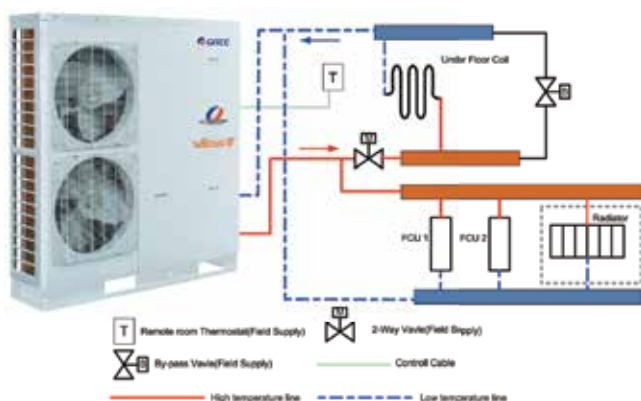 GREE
Under Floor Coil
T
M
FCU 1
FCU 2
Radiator
T
Remote room Thermostat(Field Supply)
2-Way Vavle(Field Supply)
By-pass Vavle(Field Supply)
Controll Cable
High temperature line
Low temperature line